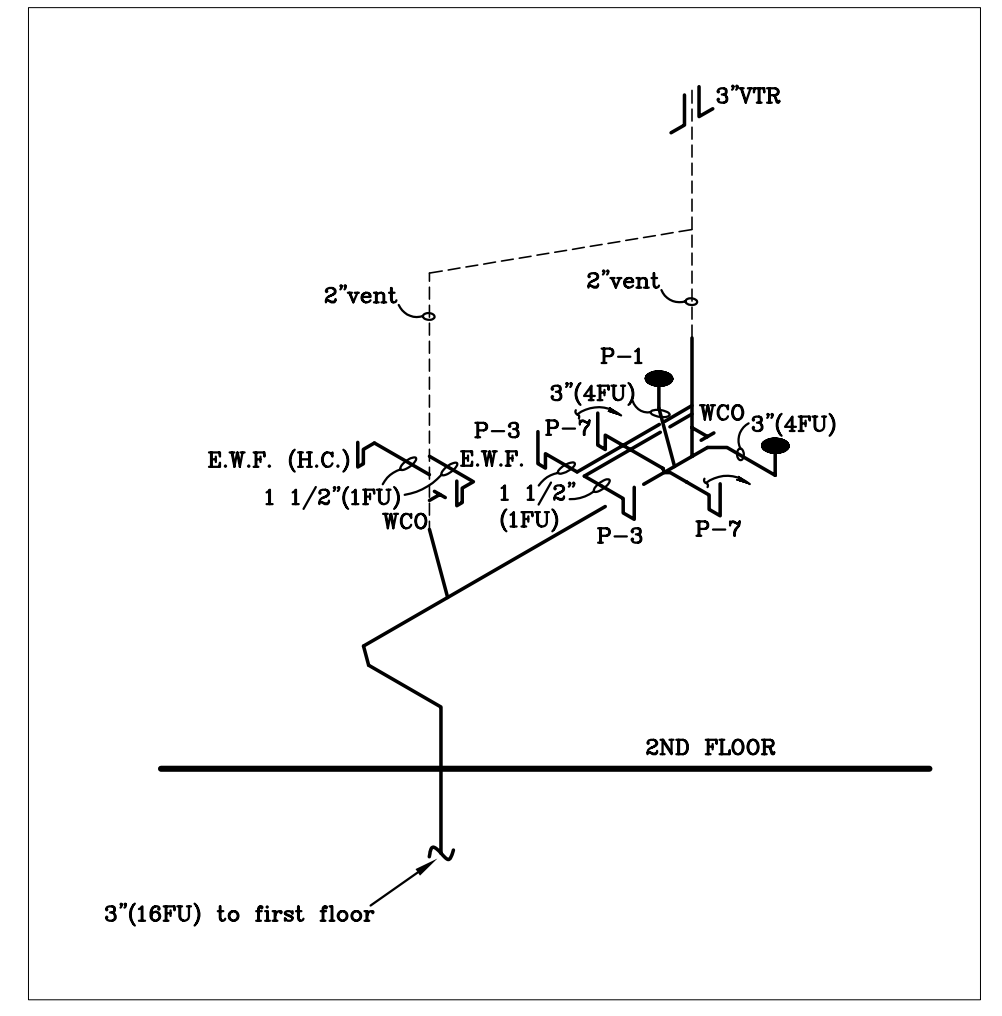 3"VTR
2"vent
2"vent
P-1
3"(4FU)
WCO
3"(4FU)
P-3
P-7
E.W.F. (H.C.)
E.W.F.
1 1/2"(1FU)
1 1/2"
(1FU)
WCO
P-3
P-7
2ND FLOOR
3"(16FU) to first floor